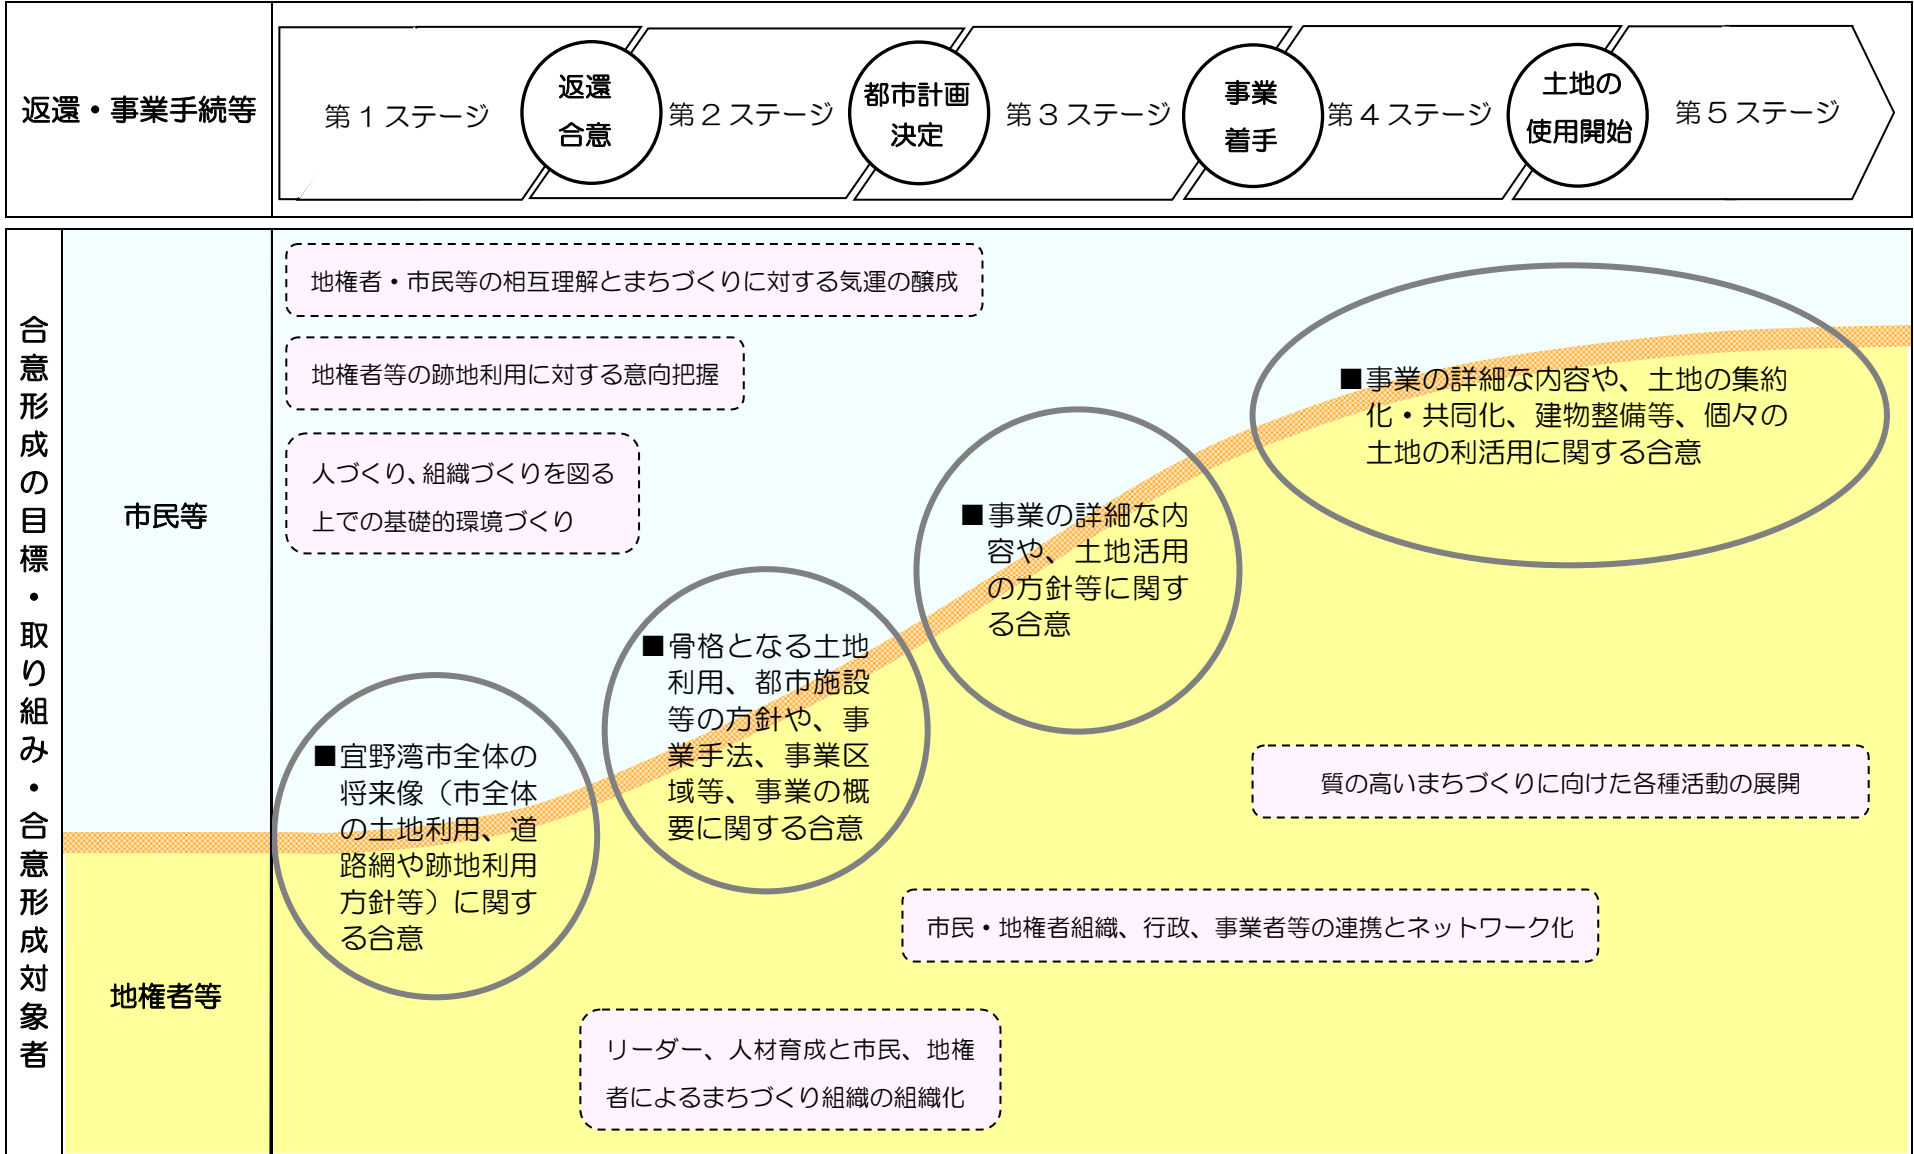 返還・事業手続等
第１ステージ
返還
合意
第２ステージ
都市計画
決定
第３ステージ
事業
着手
第４ステージ
土地の
使用開始
第５ステージ
合意形成の目標・取り組み・合意形成対象者
市民等
地権者等
地権者・市民等の相互理解とまちづくりに対する気運の醸成
地権者等の跡地利用に対する意向把握
人づくり、組織づくりを図る
上での基礎的環境づくり
■宜野湾市全体の
将来像（市全体
の土地利用、道
路網や跡地利用
方針等）に関す
る合意
■骨格となる土地
利用、都市施設
等の方針や、事
業手法、事業区
域等、事業の概
要に関する合意
■事業の詳細な内
容や、土地活用
の方針等に関す
る合意
■事業の詳細な内容や、土地の集約
化・共同化、建物整備等、個々の
土地の利活用に関する合意
質の高いまちづくりに向けた各種活動の展開
市民・地権者組織、行政、事業者等の連携とネットワーク化
リーダー、人材育成と市民、地権
者によるまちづくり組織の組織化